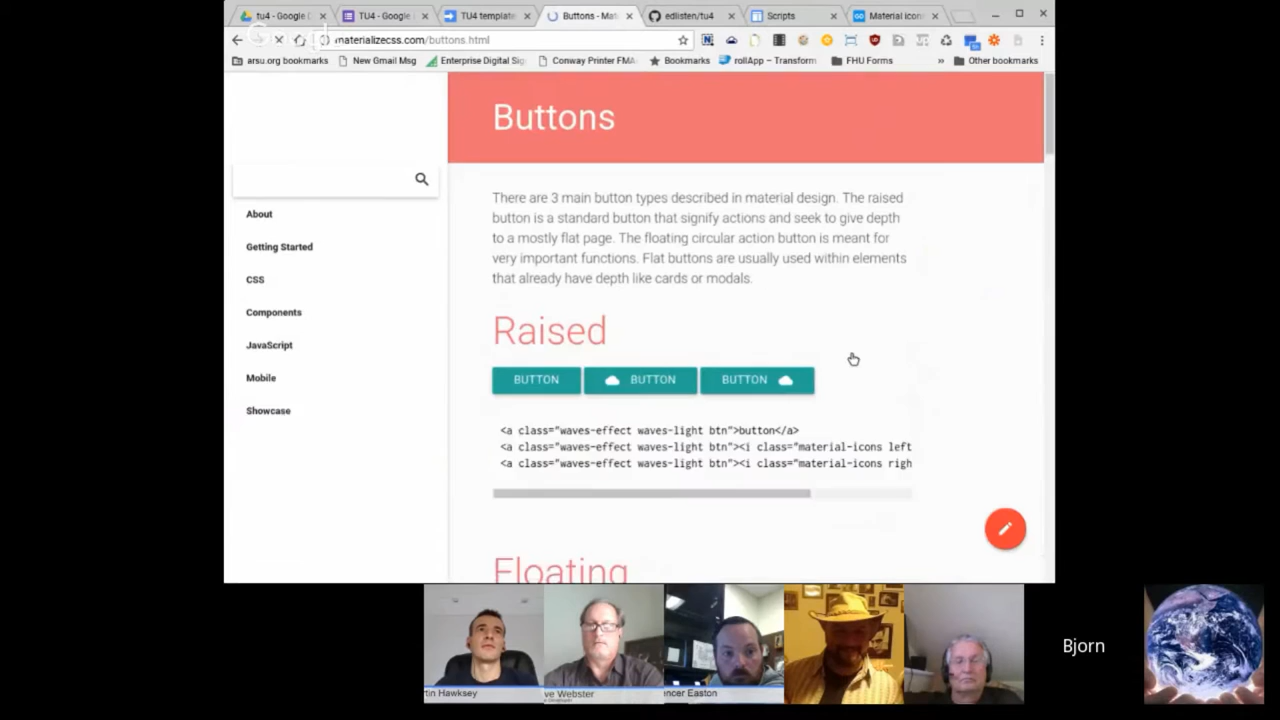 tu4 - Google D
TU4 - Google
TU4 template
Buttons - Mat
edlisten/tu4
Scripts
Material icon
materializecss.com/buttons.html
arsu.org bookmarks
New Gmail Msg
Enterprise Digital Sig
Conway Printer FMA
Bookmarks
rollApp – Transform
FHU Forms
»
Other bookmarks
Buttons
There are 3 main button types described in material design. The raised
button is a standard button that signify actions and seek to give depth
to a mostly flat page. The floating circular action button is meant for
very important functions. Flat buttons are usually used within elements
that already have depth like cards or modals.
About
Getting Started
CSS
Components
JavaScript
Mobile
Showcase
Raised
BUTTON
BUTTON
BUTTON
<a class="waves-effect waves-light btn">button</a>
<a class="waves-effect waves-light btn"><i class="material-icons left
<a class="waves-effect waves-light btn"><i class="material-icons righ
Floating
rtin Hawksey
ve Webster
encer Easton
Bjorn